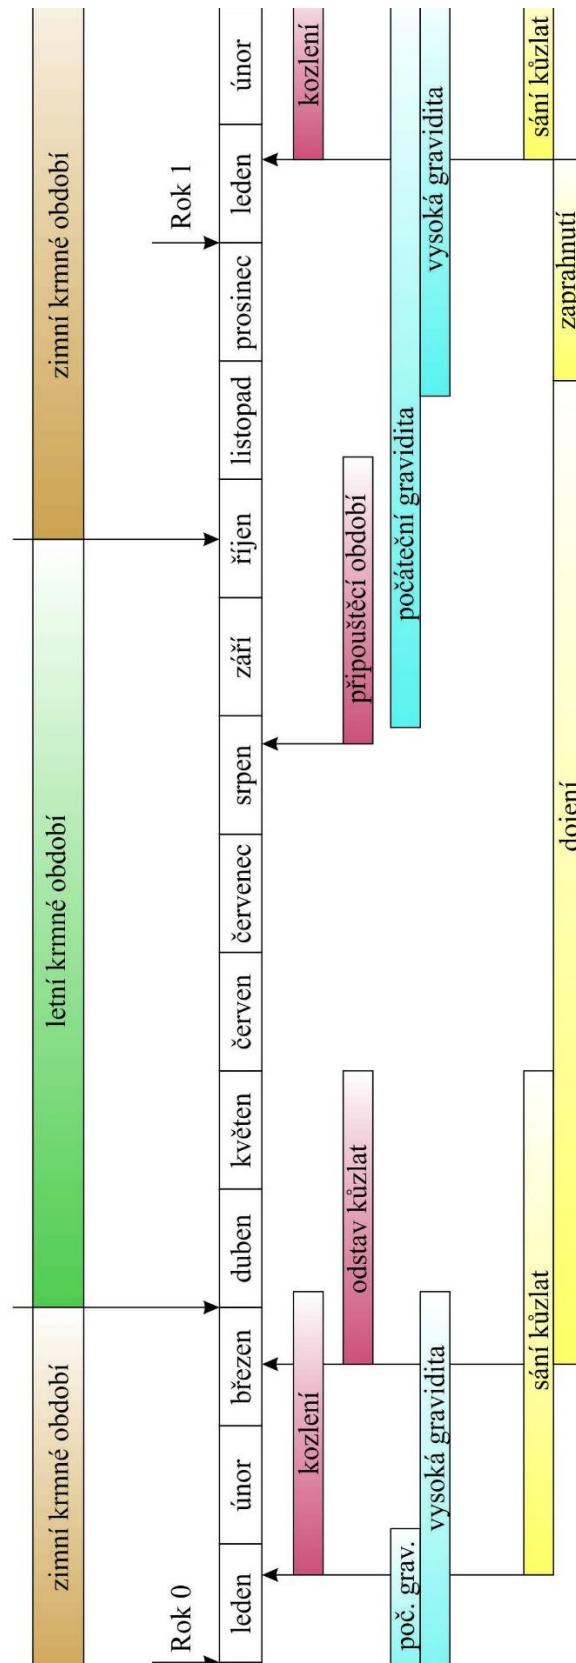 zimní krmné období
letní krmné období
zimní krmné období
Rok 0
Rok 1
leden
únor
březen
duben
květen
červen
červenec
srpen
září
říjen
listopad
prosinec
leden
únor
kozlení
kozlení
odstav kůzlat
připouštěcí období
poč. grav.
počáteční gravidita
vysoká gravidita
vysoká gravidita
sání kůzlat
sání kůzlat
dojení
zaprahnutí